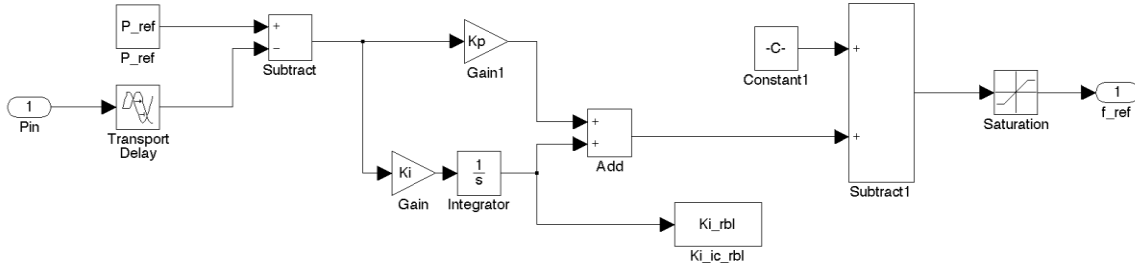 P_ref
P_ref
+
−
Subtract
1
Pin
Transport
Delay
Kp
Gain1
Ki
Gain
1
s
Integrator
+
+
Add
Ki_rbl
Ki_ic_rbl
-C-
Constant1
+
+
Subtract1
Saturation
1
f_ref